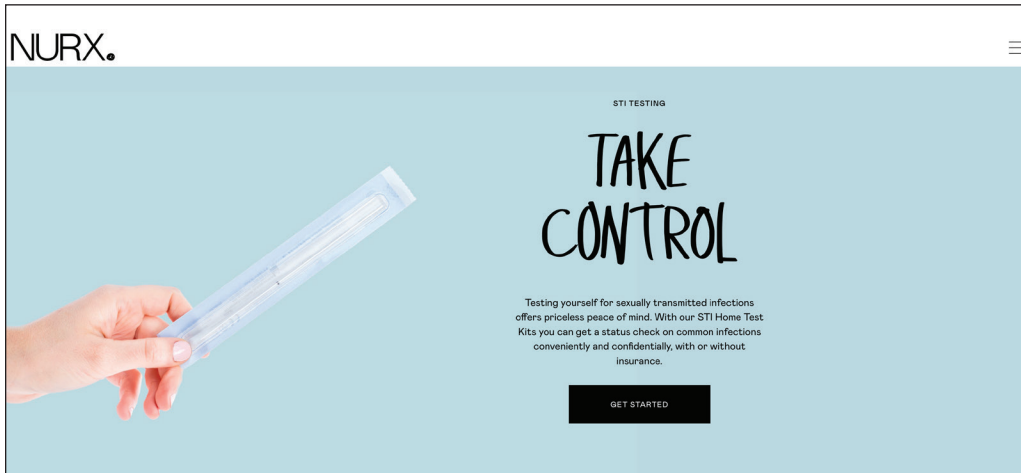 NURX.
STI TESTING
TAKE
CONTROL
Testing yourself for sexually transmitted infections
offers priceless peace of mind. With our STI Home Test
Kits you can get a status check on common infections
conveniently and confidentially, with or without
insurance.
GET STARTED